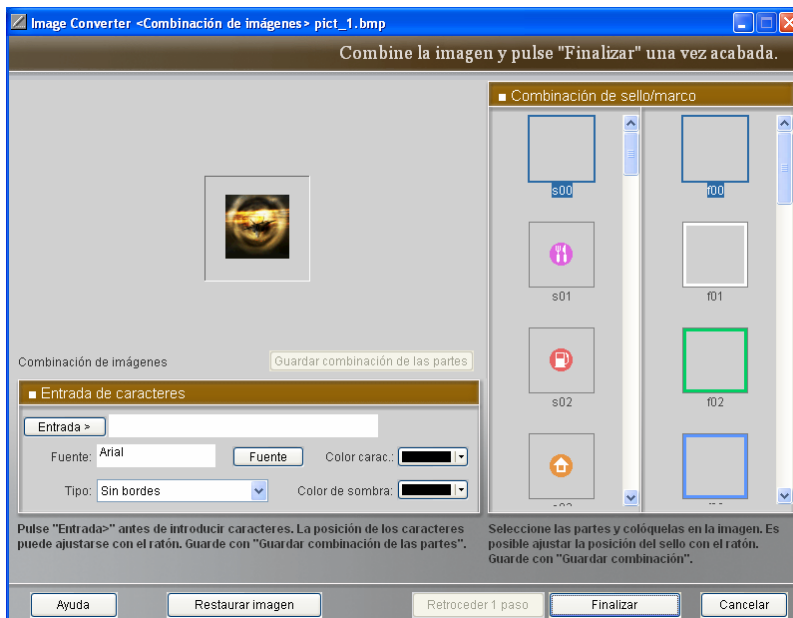 Image Converter <Combinación de imágenes> pict_1.bmp
Combine la imagen y pulse "Finalizar" una vez acabada.
Combinación de sello/marco
s00
f00
s01
f01
s02
f02
Combinación de imágenes
Guardar combinación de las partes
Entrada de caracteres
Entrada >
Fuente: Arial
Fuente
Color carac.:
Tipo: Sin bordes
Color de sombra:
Pulse "Entrada>" antes de introducir caracteres. La posición de los caracteres
puede ajustarse con el ratón. Guarde con "Guardar combinación de las partes".
Seleccione las partes y colóquelas en la imagen. Es
posible ajustar la posición del sello con el ratón.
Guarde con "Guardar combinación".
Ayuda
Restaurar imagen
Retroceder 1 paso
Finalizar
Cancelar